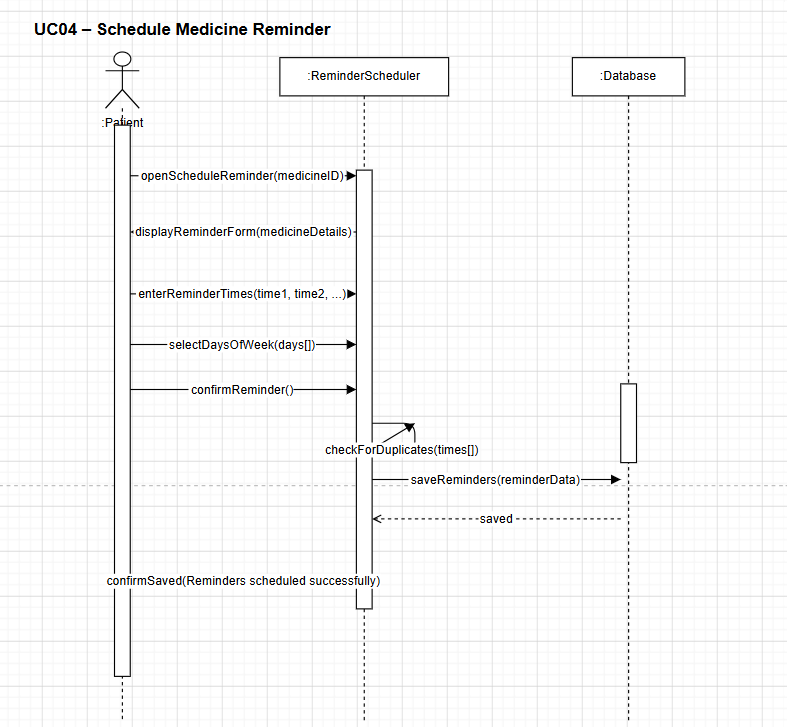 UC04 – Schedule Medicine Reminder
:ReminderScheduler
:Database
:Patient
openScheduleReminder(medicineID)
displayReminderForm(medicineDetails)
enterReminderTimes(time1, time2, ...)
selectDaysOfWeek(days[])
confirmReminder()
checkForDuplicates(times[])
saveReminders(reminderData)
saved
confirmSaved(Reminders scheduled successfully)